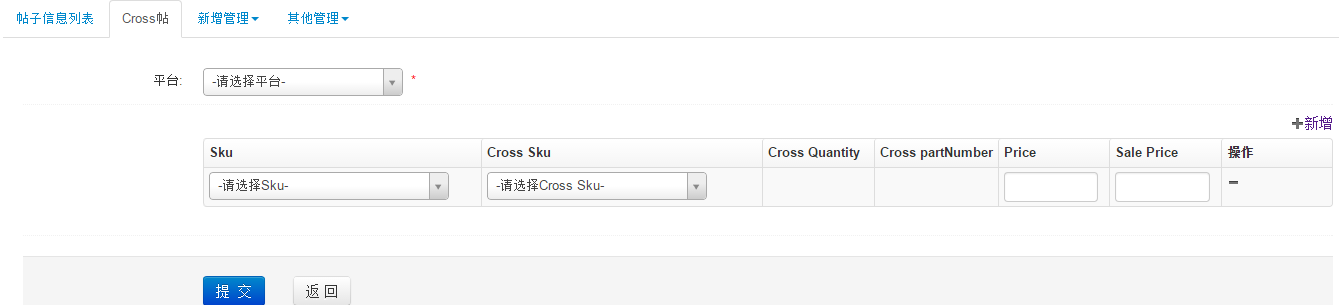 帖子信息列表 Cross帖 新增管理 其他管理
平台: -请选择平台- *
新增
Sku Cross Sku Cross Quantity Cross partNumber Price Sale Price 操作
-请选择Sku- -请选择Cross Sku-
提 交 返 回